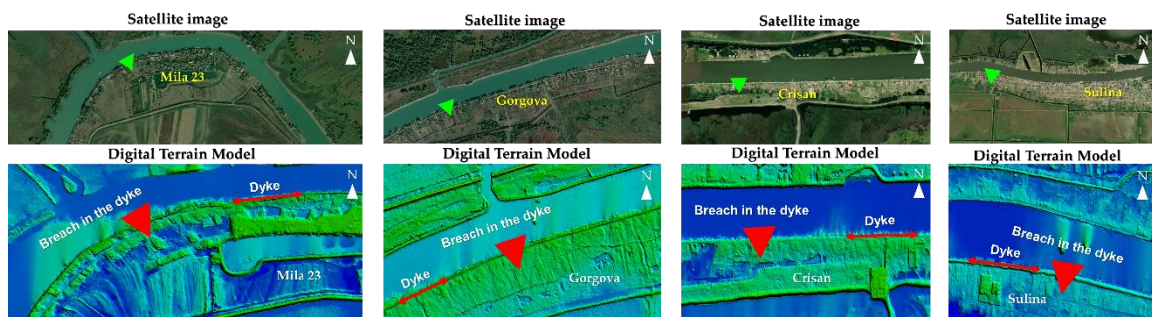 Satellite image
Satellite image
Satellite image
Satellite image
N
N
N
N
Mila 23
Gorgova
Crisan
Sulina
Digital Terrain Model
Digital Terrain Model
Digital Terrain Model
Digital Terrain Model
N
N
N
N
Breach in the dyke
Dyke
Mila 23
Breach in the dyke
Dyke
Gorgova
Breach in the dyke
Dyke
Crisan
Breach in the dyke
Dyke
Sulina